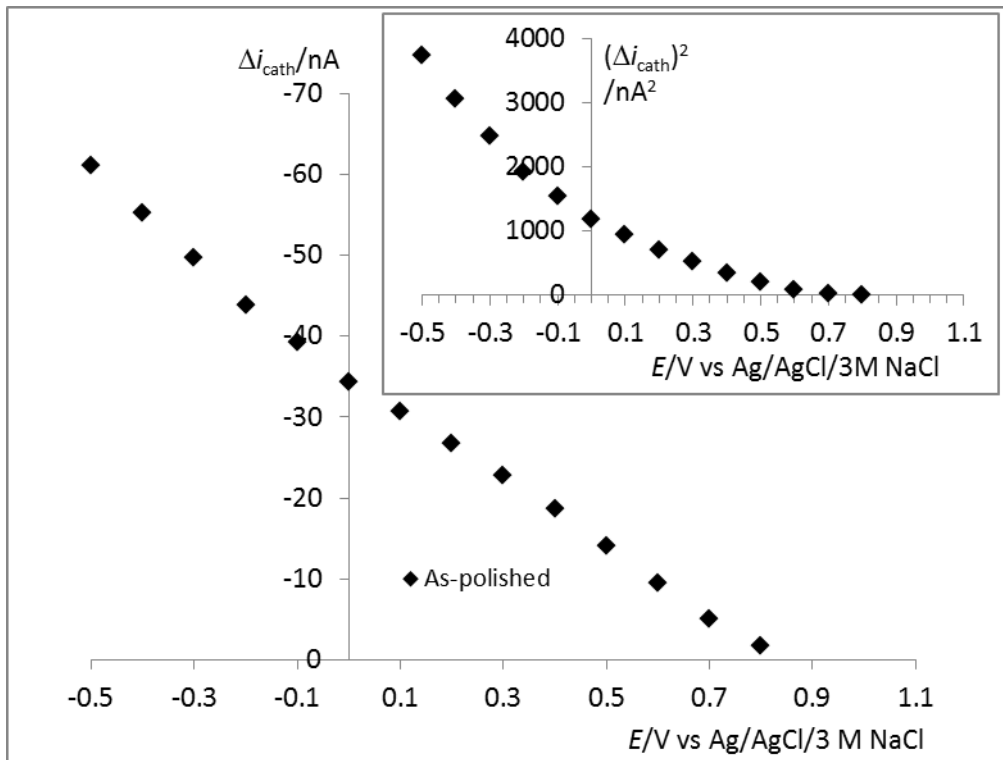 Δi_cath/nA
-70
-60
-50
-40
-30
-20
-10
0
-0.5 -0.3 -0.1 0.1 0.3 0.5 0.7 0.9 1.1
E/V vs Ag/AgCl/3 M NaCl
◆ As-polished
(Δi_cath)²
/nA²
4000
3000
2000
1000
0
-0.5 -0.3 -0.1 0.1 0.3 0.5 0.7 0.9 1.1
E/V vs Ag/AgCl/3M NaCl